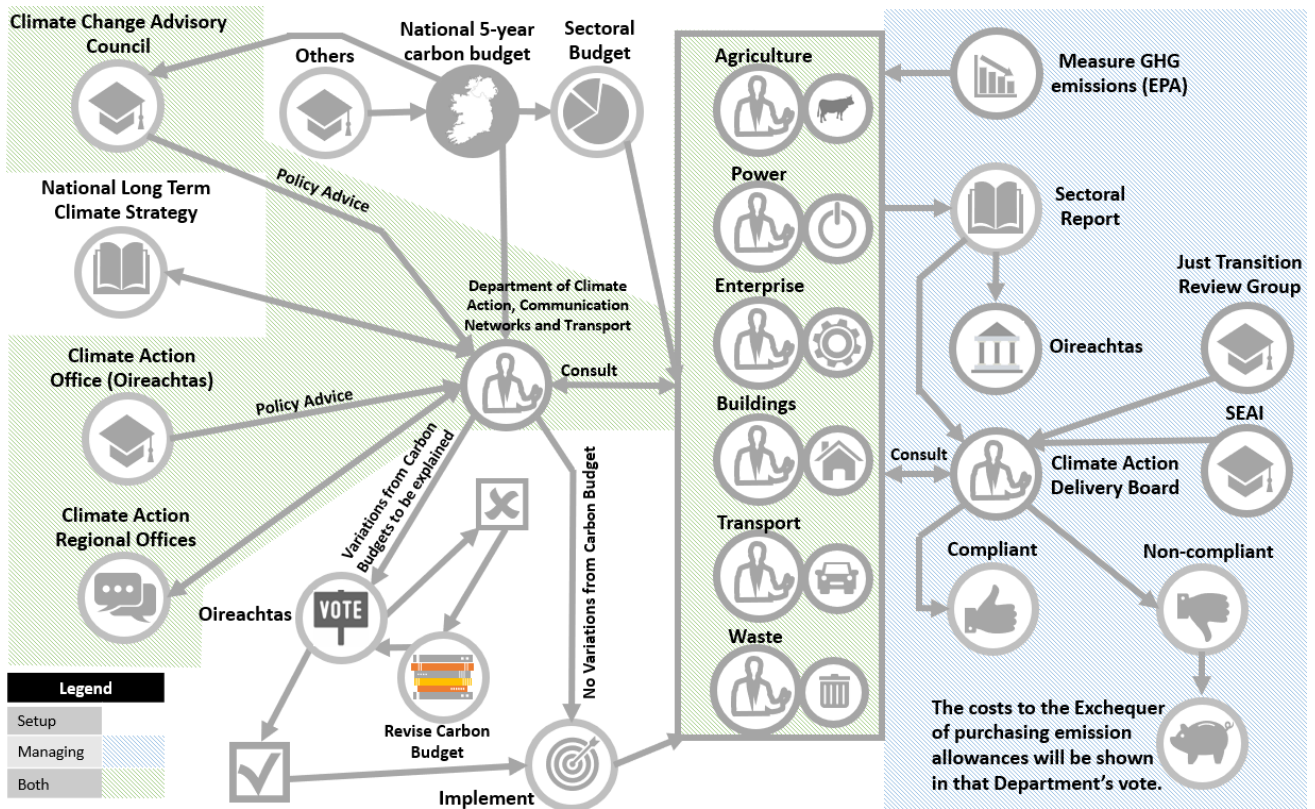 Climate Change Advisory
Council
Others
National 5-year
carbon budget
Sectoral
Budget
Policy Advice
National Long Term
Climate Strategy
Department of Climate
Action, Communication
Networks and Transport
Climate Action
Office (Oireachtas)
Policy Advice
Consult
Climate Action
Regional Offices
Variations from Carbon
Budgets to be explained
No Variations from Carbon Budget
Oireachtas
VOTE
Revise Carbon
Budget
Implement
Legend
Setup
Managing
Both
Agriculture
Power
Enterprise
Buildings
Transport
Waste
Measure GHG
emissions (EPA)
Sectoral
Report
Just Transition
Review Group
Oireachtas
SEAI
Consult
Climate Action
Delivery Board
Compliant
Non-compliant
The costs to the Exchequer
of purchasing emission
allowances will be shown
in that Department's vote.